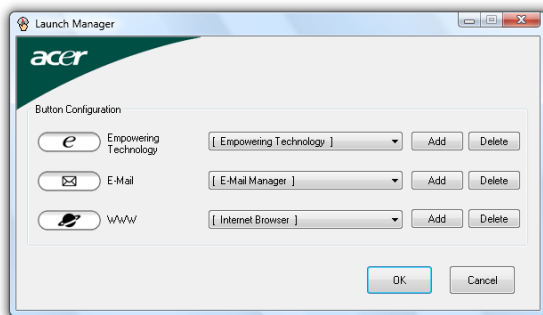 Launch Manager
acer
Button Configuration
e Empowering Technology [ Empowering Technology ] Add Delete
E-Mail [ E-Mail Manager ] Add Delete
WWW [ Internet Browser ] Add Delete
OK Cancel